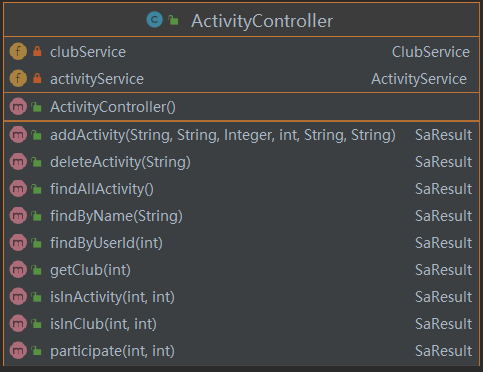 ActivityController
clubService ClubService
activityService ActivityService
ActivityController()
addActivity(String, String, Integer, int, String, String) SaResult
deleteActivity(String) SaResult
findAllActivity() SaResult
findByName(String) SaResult
findByUserId(int) SaResult
getClub(int) SaResult
isInActivity(int, int) SaResult
isInClub(int, int) SaResult
participate(int, int) SaResult